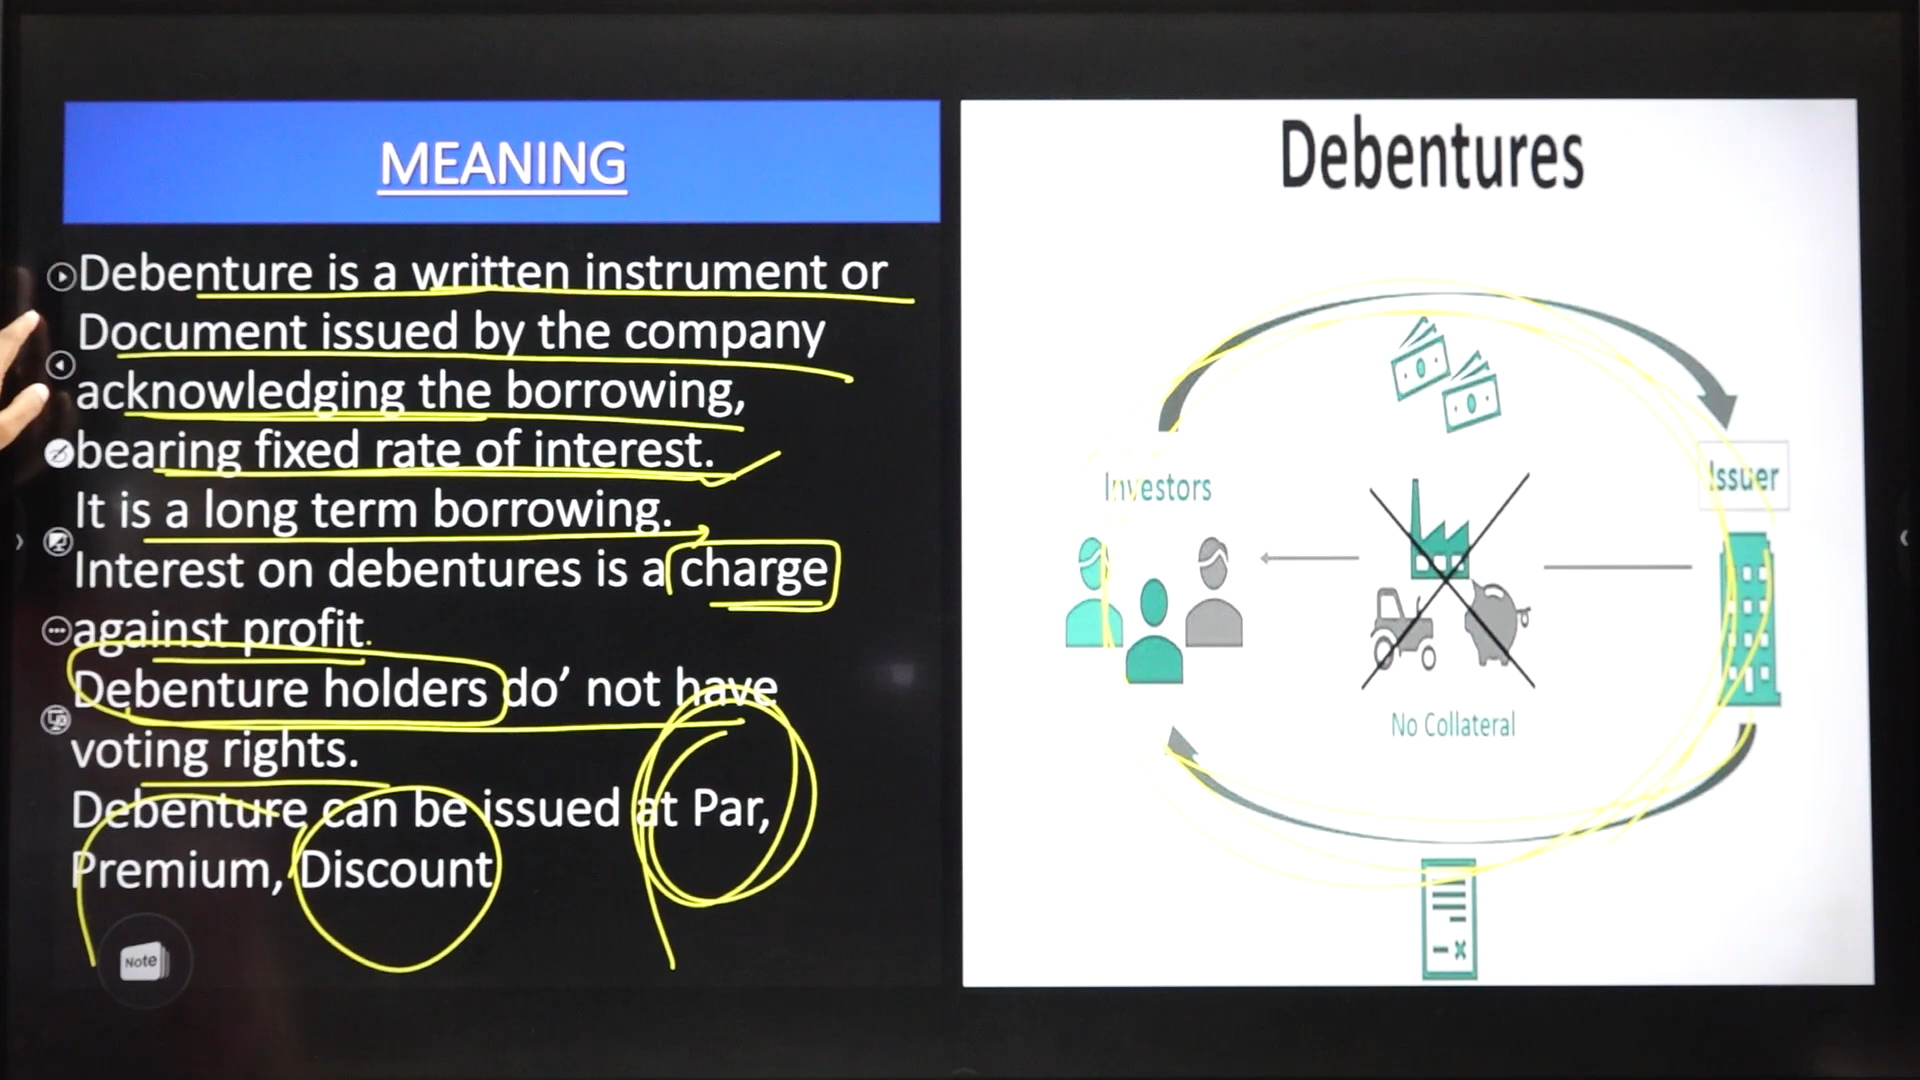 MEANING
Debenture is a written instrument or
Document issued by the company
acknowledging the borrowing,
bearing fixed rate of interest.
It is a long term borrowing.
Interest on debentures is a charge
against profit.
Debenture holders do’ not have
voting rights.
Debenture can be issued at Par,
Premium, Discount
Note
Debentures
Investors
Issuer
No Collateral